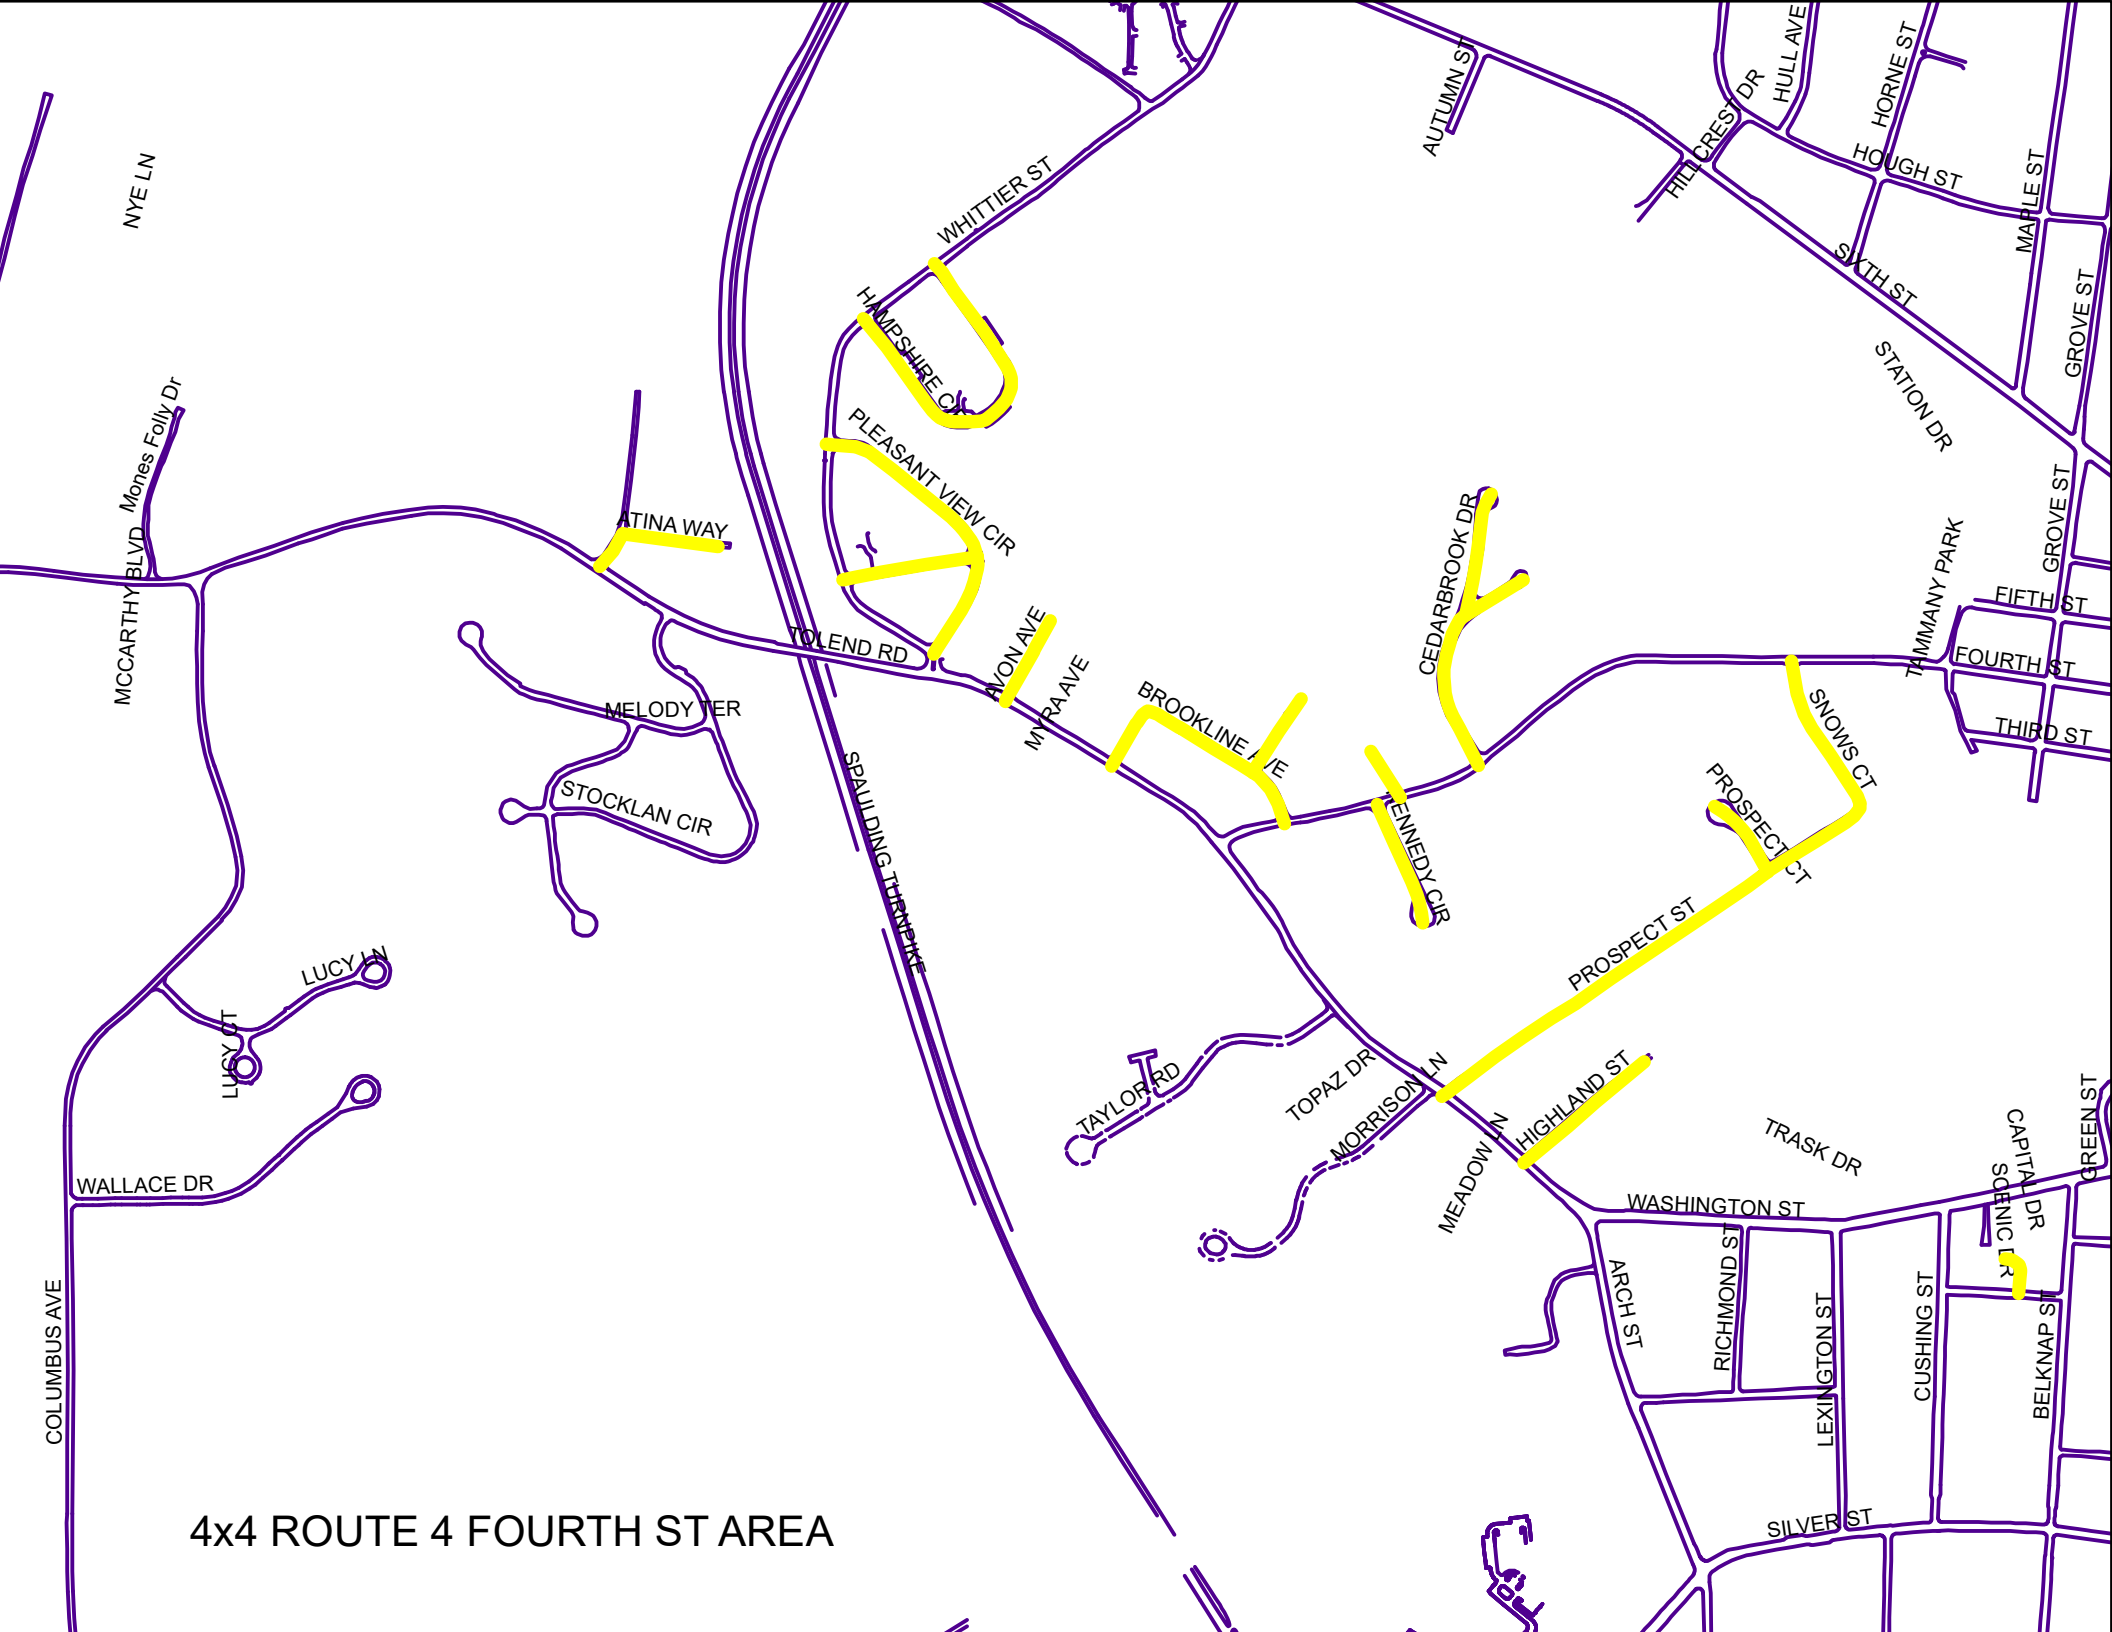 HULL AVE
HORNE ST
AUTUMN ST
HILLCREST DR
NYE LN
HOUGH ST
MAPLE ST
WHITTIER ST
SIXTH ST
GROVE ST
HAMPSHIRE CIR
STATION DR
Mones Folly Dr
PLEASANT VIEW CIR
GROVE ST
ATINA WAY
CEDARBROOK DR
TAMMANY PARK
MCCARTHY BLVD
FIFTH ST
TOLEND RD
AVON AVE
MYRA AVE
FOURTH ST
MELODY TER
BROOKLINE AVE
SNOWS CT
THIRD ST
STOCKLAN CIR
SPAULDING TURNPIKE
KENNEDY CIR
PROSPECT CT
PROSPECT ST
LUCY LN
LUCY CT
TAYLOR RD
TOPAZ DR
MORRISON LN
HIGHLAND ST
MEADOW LN
TRASK DR
CAPITAL DR
GREEN ST
SCENIC DR
WALLACE DR
WASHINGTON ST
COLUMBUS AVE
ARCH ST
RICHMOND ST
LEXINGTON ST
CUSHING ST
BELKNAP ST
SILVER ST
4x4 ROUTE 4 FOURTH ST AREA